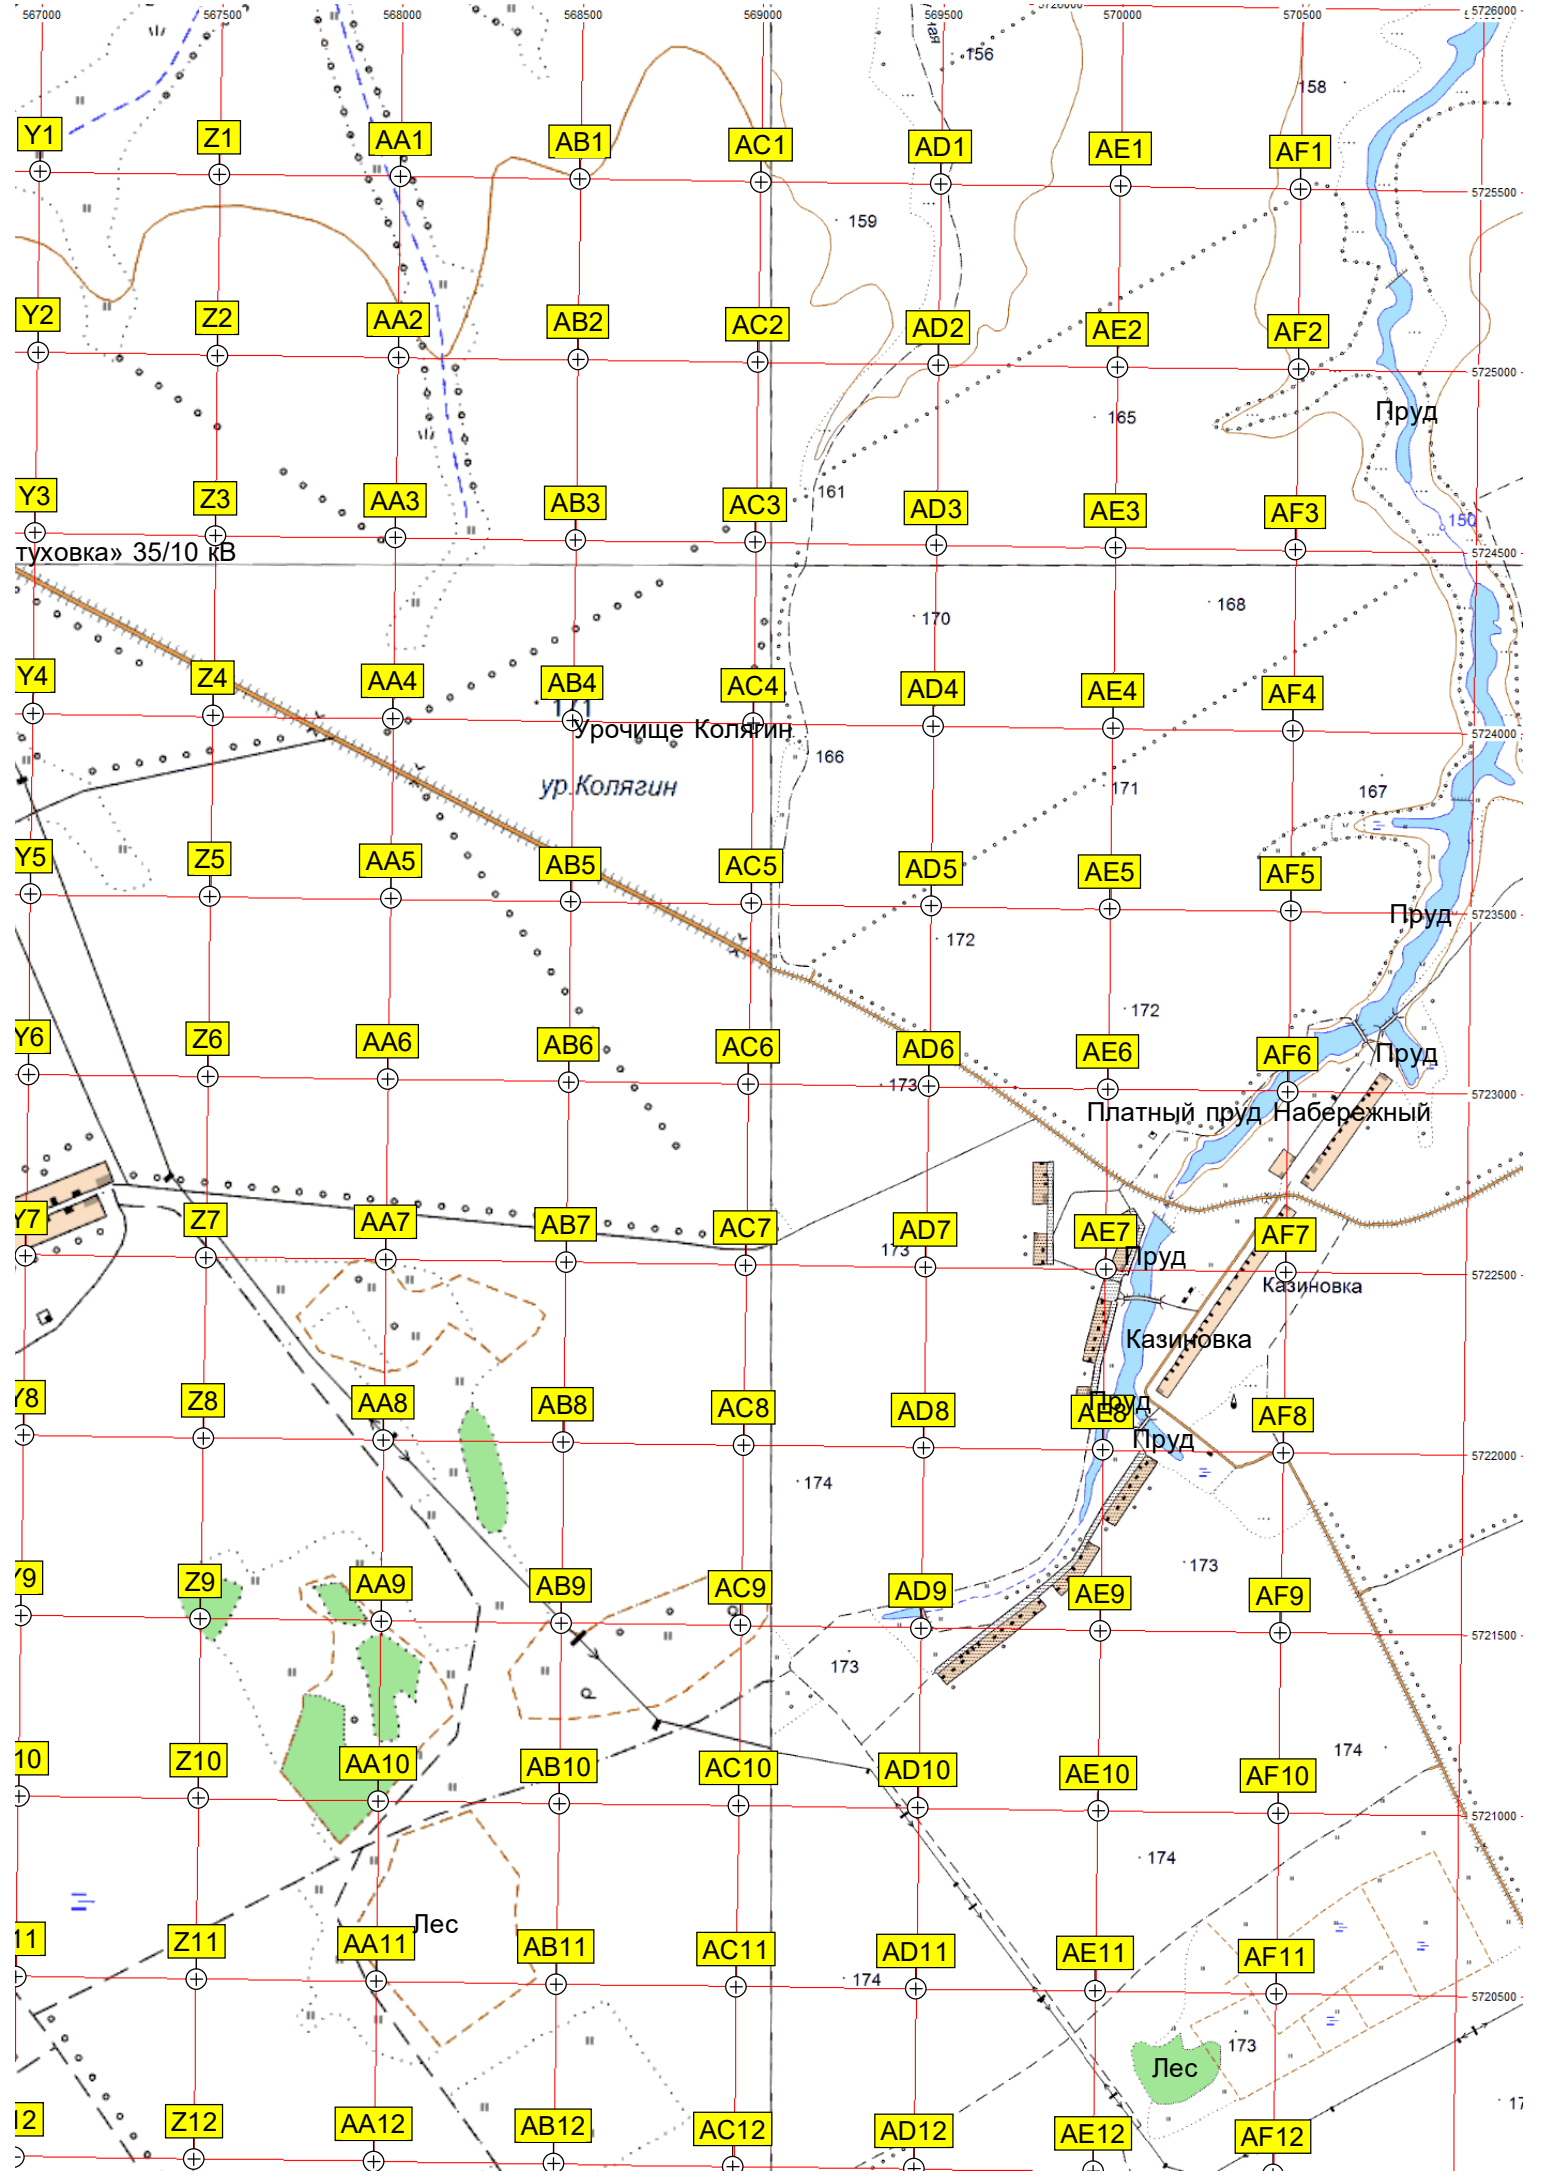 567000 567500 568000 568500 569000 569500 570000 570500
5726000
156
158
Y1 Z1 AA1 AB1 AC1 AD1 AE1 AF1
5725500
159
Y2 Z2 AA2 AB2 AC2 AD2 AE2 AF2
5725000
Пруд
165
161
Y3 Z3 AA3 AB3 AC3 AD3 AE3 AF3
150
туховка» 35/10 кВ
5724500
170
168
Y4 Z4 AA4 AB4 AC4 AD4 AE4 AF4
171
Урочище Колягин
5724000
166
ур.Колягин
171
167
Y5 Z5 AA5 AB5 AC5 AD5 AE5 AF5
Пруд
5723500
172
172
Y6 Z6 AA6 AB6 AC6 AD6 AE6 AF6
Пруд
173
5723000
Платный пруд Набережный
Y7 Z7 AA7 AB7 AC7 AD7 AE7 AF7
173
Пруд
5722500
Казиновка
Казиновка
Y8 Z8 AA8 AB8 AC8 AD8 AE8 AF8
Пруд
Пруд
5722000
174
173
Y9 Z9 AA9 AB9 AC9 AD9 AE9 AF9
5721500
173
174
10 Z10 AA10 AB10 AC10 AD10 AE10 AF10
5721000
174
Лес
11 Z11 AA11 AB11 AC11 AD11 AE11 AF11
174
5720500
173
Лес
12 Z12 AA12 AB12 AC12 AD12 AE12 AF12